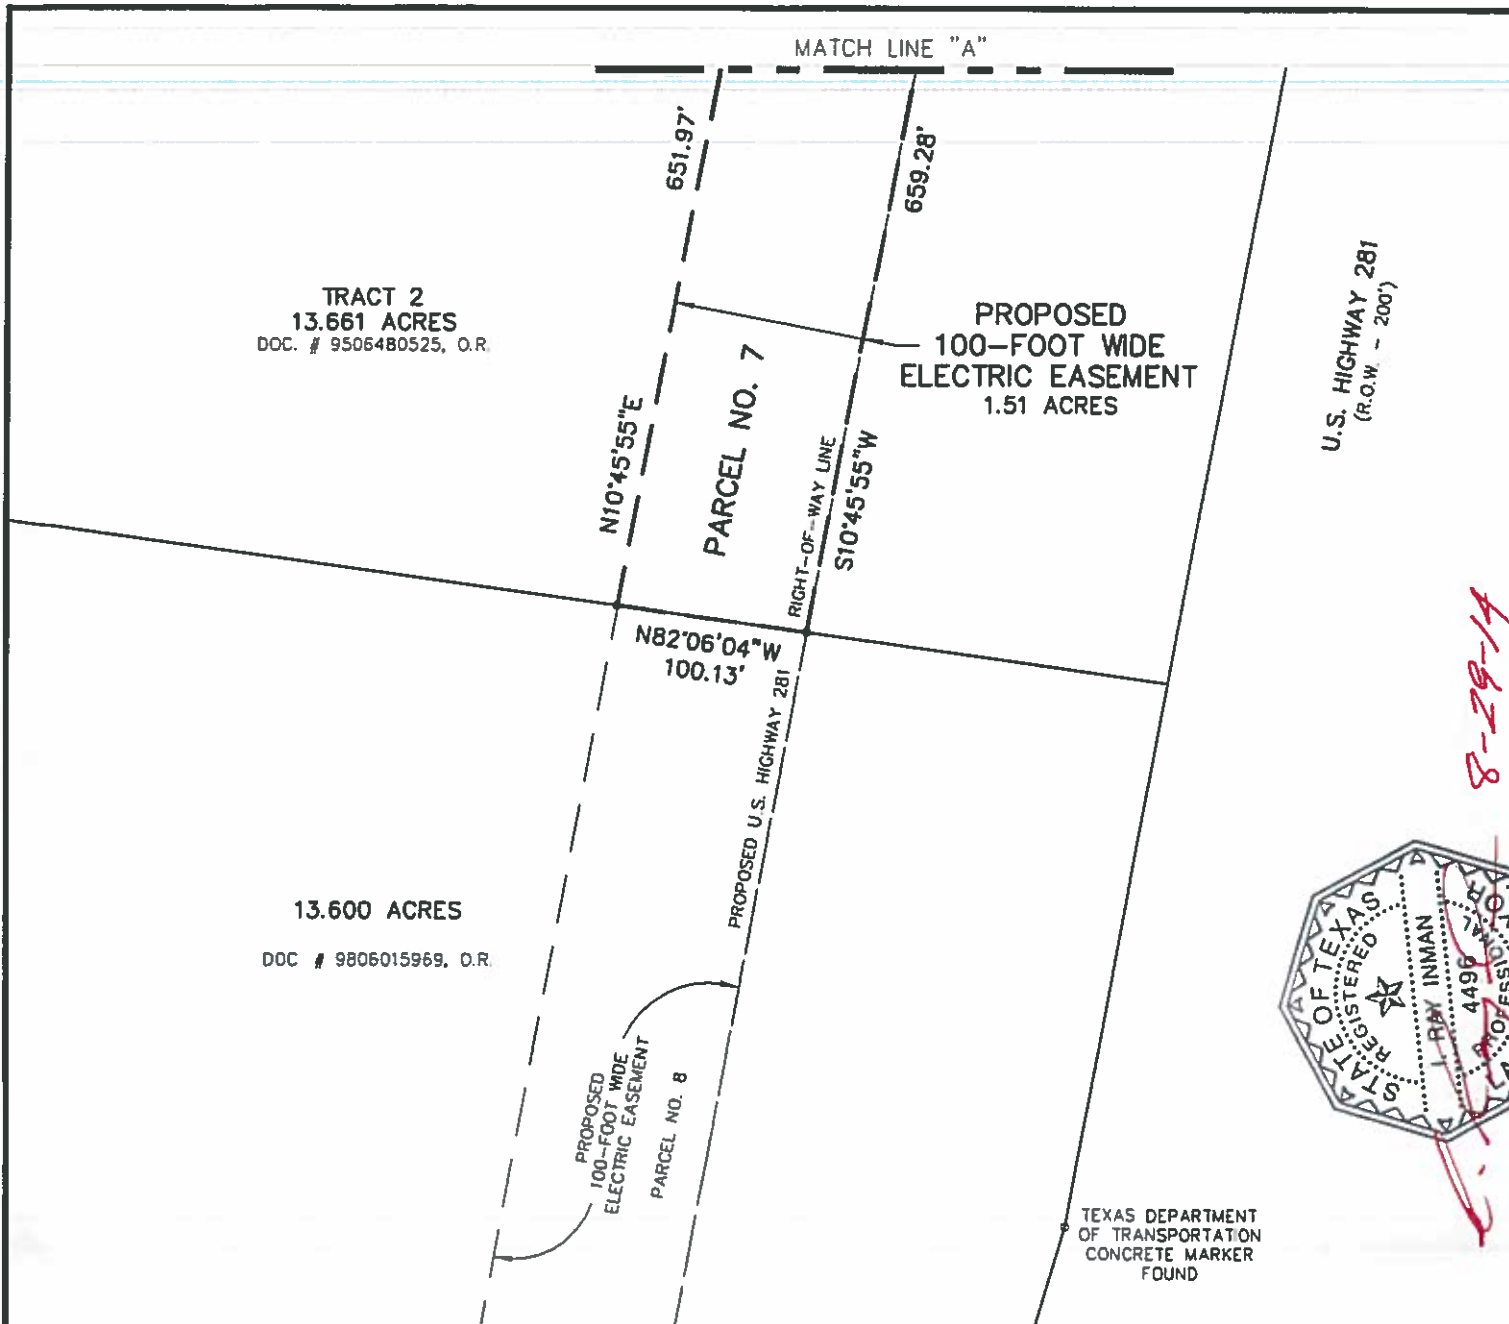 MATCH LINE "A"
651.97'
659.28'
TRACT 2
13.661 ACRES
DOC. # 9506480525, O.R.
PROPOSED
100-FOOT WIDE
ELECTRIC EASEMENT
1.51 ACRES
U.S. HIGHWAY 281
(R.O.W. - 200')
PARCEL NO. 7
N10°45'55"E
RIGHT-OF-WAY LINE
S10°45'55"W
N82°06'04"W
100.13'
PROPOSED U.S. HIGHWAY 281
8-29-14
13.600 ACRES
DOC # 9806015969, O.R.
STATE OF TEXAS
REGISTERED
I. RAY INMAN
4496
PROPOSED
100-FOOT WIDE
ELECTRIC EASEMENT
PARCEL NO. 8
TEXAS DEPARTMENT
OF TRANSPORTATION
CONCRETE MARKER
FOUND